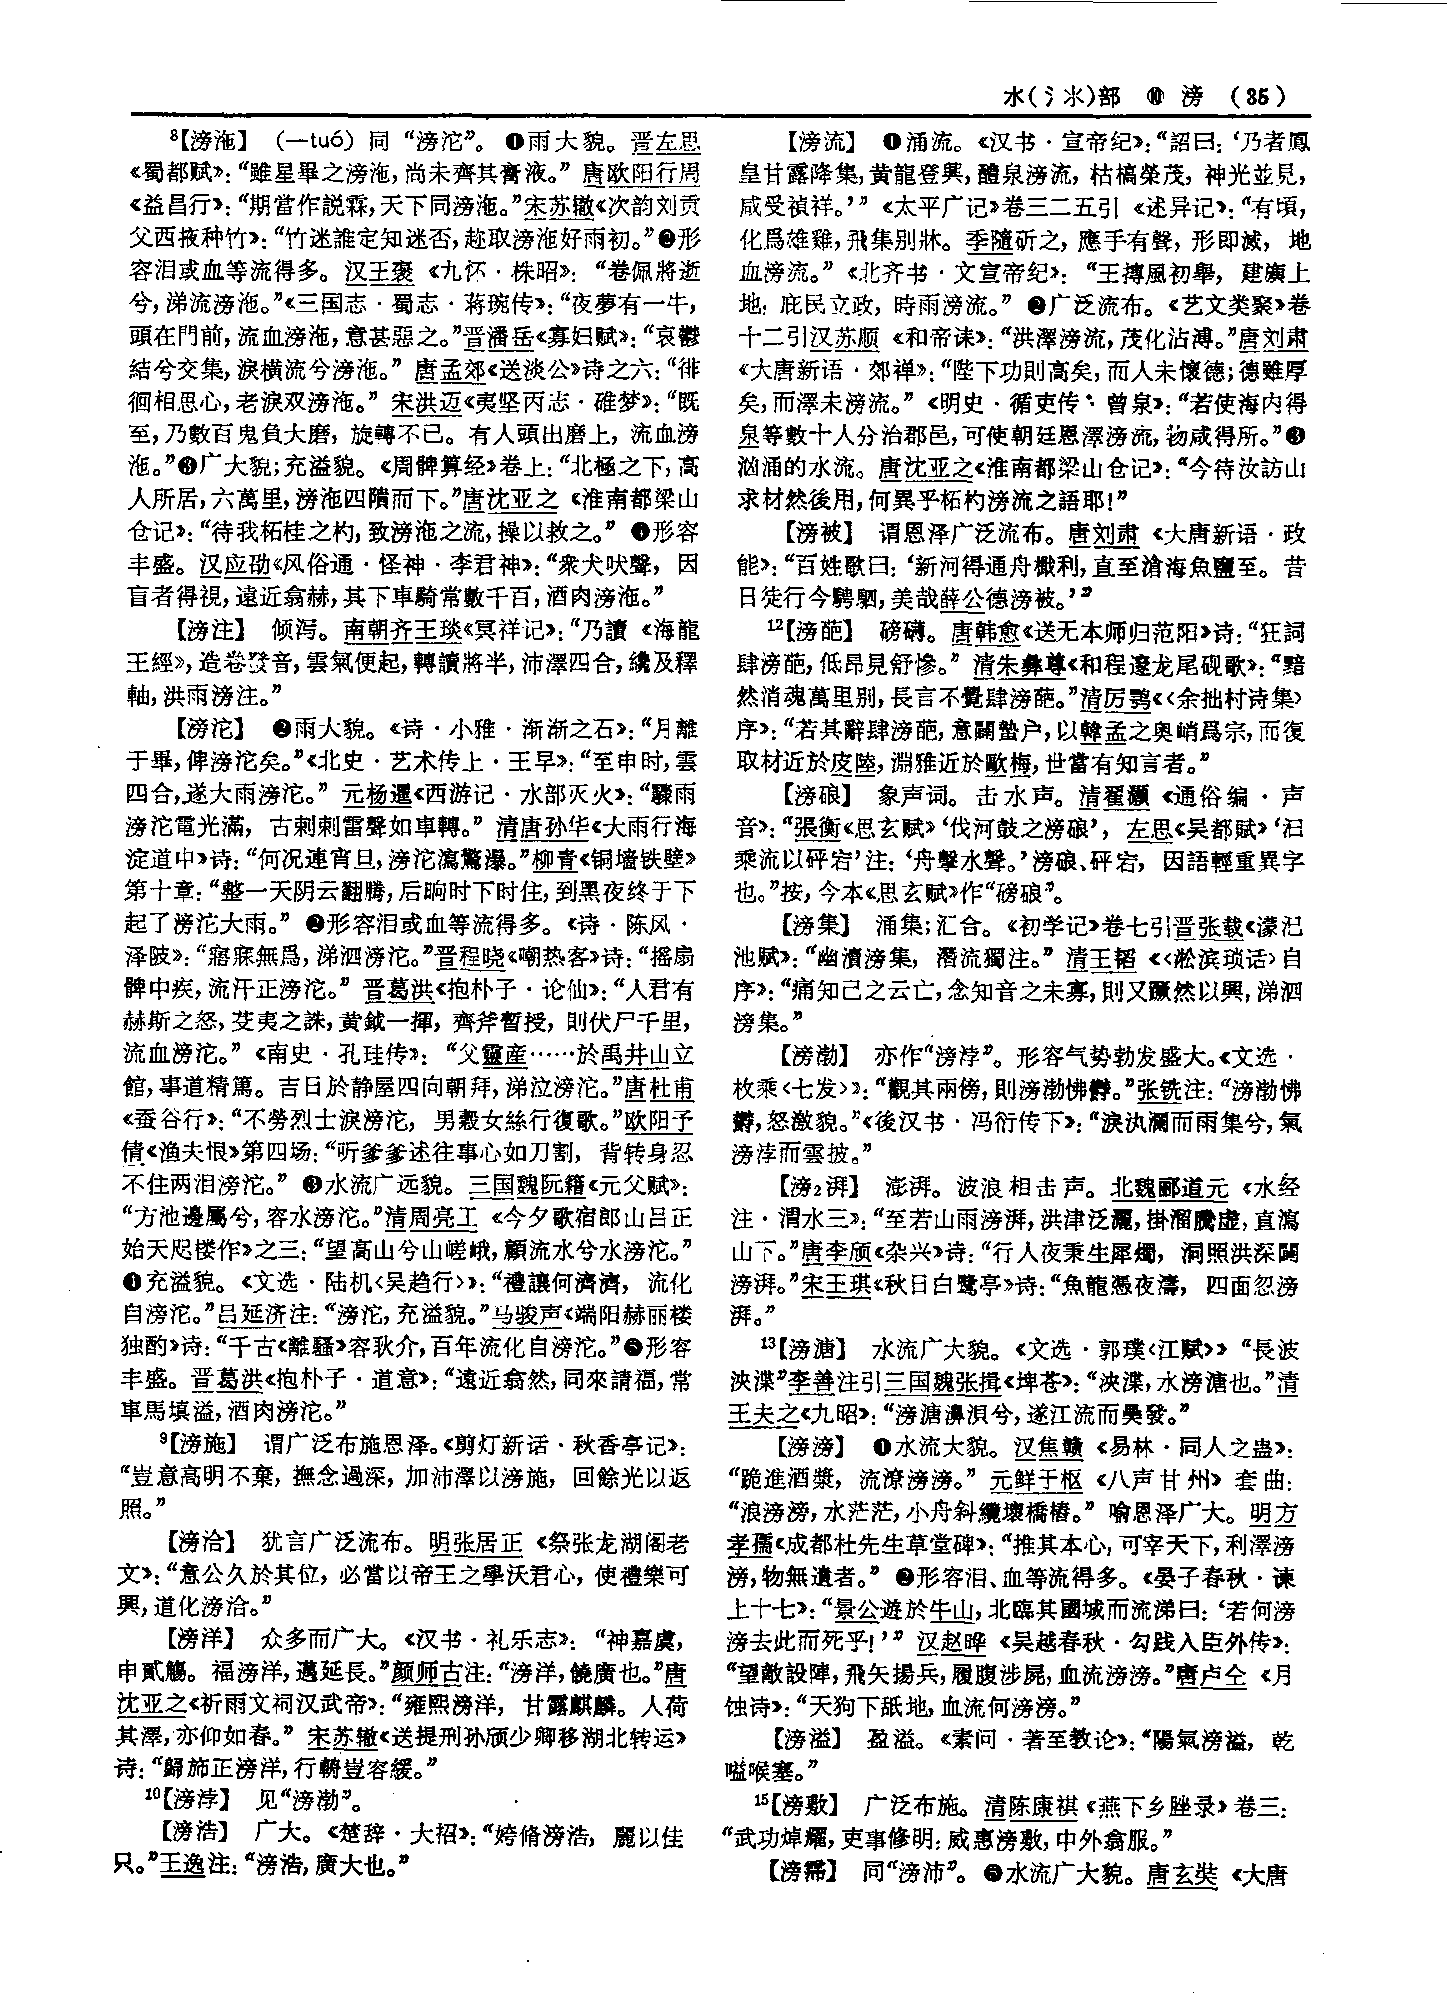 水(氵氺)部 ⑩ 滂 (35)
⁸【滂沲】 (—tuó) 同 “滂沱”。 ❶雨大貌。晋左思
《蜀都赋》：“雖星畢之滂沲，尚未齊其膏液。” 唐欧阳行周
《益昌行》：“期當作説霖，天下同滂沲。”宋苏辙《次韵刘贡
父西掖种竹》：“竹迷誰定知迷否，趁取滂沲好雨初。”❷形
容泪或血等流得多。汉王褒《九怀·株昭》：“卷佩將逝
兮，涕流滂沲。”《三国志·蜀志·蒋琬传》：“夜夢有一牛，
頭在門前，流血滂沲，意甚惡之。”晋潘岳《寡妇赋》：“哀鬱
結兮交集，淚横流兮滂沲。” 唐孟郊《送淡公》诗之六：“徘
徊相思心，老淚双滂沲。” 宋洪迈《夷坚丙志·碓梦》：“既
至，乃數百鬼負大磨，旋轉不已。有人頭出磨上，流血滂
沲。”❸广大貌；充溢貌。《周髀算经》卷上：“北極之下，高
人所居，六萬里，滂沲四隤而下。”唐沈亚之《淮南都梁山
仓记》：“待我柘桂之杓，致滂沲之流，操以救之。” ❹形容
丰盛。汉应劭《风俗通·怪神·李君神》：“衆犬吠聲，因
盲者得視，遠近翕赫，其下車騎常數千百，酒肉滂沲。”
【滂注】 倾泻。南朝齐王琰《冥祥记》：“乃讀《海龍
王經》，造卷發音，雲氣便起，轉讀將半，沛澤四合，纔及釋
軸，洪雨滂注。”
【滂沱】 ❷雨大貌。《诗·小雅·渐渐之石》：“月離
于畢，俾滂沱矣。”《北史·艺术传上·王早》：“至申时，雲
四合，遂大雨滂沱。” 元杨暹《西游记·水部灭火》：“驟雨
滂沱電光滿，古剌剌雷聲如車轉。” 清唐孙华《大雨行海
淀道中》诗：“何况連宵旦，滂沱瀉驚瀑。”柳青《铜墙铁壁》
第十章：“整一天阴云翻腾，后晌时下时住，到黑夜终于下
起了滂沱大雨。” ❷形容泪或血等流得多。《诗·陈风·
泽陂》：“寤寐無爲，涕泗滂沱。”晋程晓《嘲热客》诗：“摇扇
髀中疾，流汗正滂沱。” 晋葛洪《抱朴子·论仙》：“人君有
赫斯之怒，芟夷之誅，黄鉞一揮，齊斧暫授，則伏尸千里，
流血滂沱。”《南史·孔珪传》：“父靈産……於禹井山立
館，事道精篤。吉日於静屋四向朝拜，涕泣滂沱。”唐杜甫
《蚕谷行》：“不勞烈士淚滂沱，男穀女絲行復歌。”欧阳予
倩《渔夫恨》第四场：“听爹爹述往事心如刀割，背转身忍
不住两泪滂沱。” ❸水流广远貌。三国魏阮籍《元父赋》：
“方池邊屬兮，容水滂沱。”清周亮工《今夕歌宿郎山吕正
始天咫楼作》之三：“望高山兮山嵯峨，顧流水兮水滂沱。”
❹充溢貌。《文选·陆机〈吴趋行〉》：“禮讓何濟濟，流化
自滂沱。”吕延济注：“滂沱，充溢貌。”马骏声《端阳赫丽楼
独酌》诗：“千古《離騷》容耿介，百年流化自滂沱。”❺形容
丰盛。晋葛洪《抱朴子·道意》：“遠近翕然，同來請福，常
車馬填溢，酒肉滂沱。”
⁹【滂施】 谓广泛布施恩泽。《剪灯新话·秋香亭记》：
“豈意高明不棄，撫念過深，加沛澤以滂施，回餘光以返
照。”
【滂洽】 犹言广泛流布。明张居正《祭张龙湖阁老
文》：“意公久於其位，必當以帝王之學沃君心，使禮樂可
興，道化滂洽。”
【滂洋】 众多而广大。《汉书·礼乐志》：“神嘉虞，
申貳觴。福滂洋，邁延長。”颜师古注：“滂洋，饒廣也。”唐
沈亚之《祈雨文祠汉武帝》：“雍熙滂洋，甘露麒麟。人荷
其澤，亦仰如春。” 宋苏辙《送提刑孙颀少卿移湖北转运》
诗：“歸旆正滂洋，行輈豈容緩。”
¹⁰【滂浡】 见“滂渤”。
【滂浩】 广大。《楚辞·大招》：“姱脩滂浩，麗以佳
只。”王逸注：“滂浩，廣大也。”
【滂流】 ❶涌流。《汉书·宣帝纪》：“詔曰：‘乃者鳳
皇甘露降集，黄龍登興，醴泉滂流，枯槁榮茂，神光並見，
咸受禎祥。’”《太平广记》卷三二五引《述异记》：“有頃，
化爲雄雞，飛集别牀。季隨斫之，應手有聲，形即滅，地
血滂流。”《北齐书·文宣帝纪》：“王搏風初舉，建旟上
地；庇民立政，時雨滂流。” ❷广泛流布。《艺文类聚》卷
十二引汉苏顺《和帝诔》：“洪澤滂流，茂化沾溥。”唐刘肃
《大唐新语·郊禅》：“陛下功則高矣，而人未懷德；德雖厚
矣，而澤未滂流。”《明史·循吏传·曾泉》：“若使海内得
泉等數十人分治郡邑，可使朝廷恩澤滂流，物咸得所。”❸
汹涌的水流。唐沈亚之《淮南都梁山仓记》：“今待汝訪山
求材然後用，何異乎柘杓滂流之語耶！”
【滂被】 谓恩泽广泛流布。唐刘肃《大唐新语·政
能》：“百姓歌曰：‘新河得通舟檝利，直至滄海魚鹽至。昔
日徒行今騁駟，美哉薛公德滂被。’”
¹²【滂葩】 磅礴。唐韩愈《送无本师归范阳》诗：“狂詞
肆滂葩，低昂見舒慘。” 清朱彝尊《和程邃龙尾砚歌》：“黯
然消魂萬里别，長言不覺肆滂葩。”清厉鹗《〈余拙村诗集〉
序》：“若其辭肆滂葩，意闢蟄户，以韓孟之奥峭爲宗，而復
取材近於皮陸，淵雅近於歐梅，世當有知言者。”
【滂硠】 象声词。击水声。清翟灏《通俗编·声
音》：“張衡《思玄赋》‘伐河鼓之滂硠’，左思《吴都赋》‘汩
乘流以砰宕’注：‘舟擊水聲。’滂硠、砰宕，因語輕重異字
也。”按，今本《思玄赋》作“磅硠”。
【滂集】 涌集；汇合。《初学记》卷七引晋张载《濛汜
池赋》：“幽瀆滂集，潛流獨注。” 清王韬《〈淞滨琐话〉自
序》：“痛知己之云亡，念知音之未寡，則又蹶然以興，涕泗
滂集。”
【滂渤】 亦作“滂浡”。形容气势勃发盛大。《文选·
枚乘〈七发〉》：“觀其兩傍，則滂渤怫鬱。”张铣注：“滂渤怫
鬱，怒激貌。”《後汉书·冯衍传下》：“淚汍瀾而雨集兮，氣
滂浡而雲披。”
【滂₂湃】 澎湃。波浪相击声。北魏郦道元《水经
注·渭水三》：“至若山雨滂湃，洪津泛灑，掛溜騰虚，直瀉
山下。”唐李颀《杂兴》诗：“行人夜秉生犀燭，洞照洪深闢
滂湃。”宋王琪《秋日白鹭亭》诗：“魚龍憑夜濤，四面忽滂
湃。”
¹³【滂溏】 水流广大貌。《文选·郭璞〈江赋〉》“長波
浹渫”李善注引三国魏张揖《埤苍》：“浹渫，水滂溏也。”清
王夫之《九昭》：“滂溏濞淏兮，遂江流而昊發。”
【滂滂】 ❶水流大貌。汉焦赣《易林·同人之蛊》：
“跪進酒漿，流潦滂滂。” 元鲜于枢《八声甘州》套曲：
“浪滂滂，水茫茫，小舟斜纜壞橋樁。” 喻恩泽广大。明方
孝孺《成都杜先生草堂碑》：“推其本心，可宰天下，利澤滂
滂，物無遺者。” ❷形容泪、血等流得多。《晏子春秋·谏
上十七》：“景公遊於牛山，北臨其國城而流涕曰：‘若何滂
滂去此而死乎！’” 汉赵晔《吴越春秋·勾践入臣外传》：
“望敵設陣，飛矢揚兵，履腹涉屍，血流滂滂。”唐卢仝《月
蚀诗》：“天狗下舐地，血流何滂滂。”
【滂溢】 盈溢。《素问·著至教论》：“陽氣滂溢，乾
嗌喉塞。”
¹⁵【滂敷】 广泛布施。清陈康祺《燕下乡脞录》卷三：
“武功焯耀，吏事修明；威惠滂敷，中外翕服。”
【滂霈】 同“滂沛”。❺水流广大貌。唐玄奘《大唐